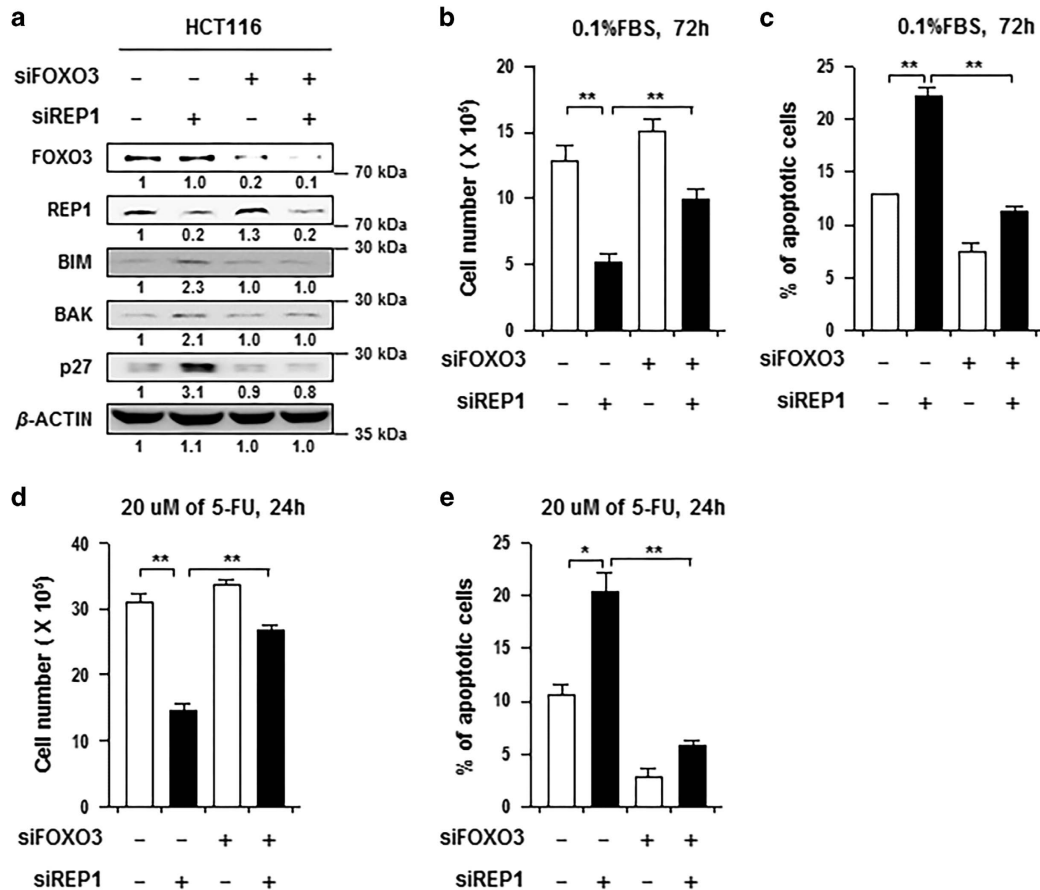 a
HCT116
siFOXO3 – – + +
siREP1 – + – +
FOXO3
70 kDa
1 1.0 0.2 0.1
REP1
70 kDa
1 0.2 1.3 0.2
30 kDa
BIM
1 2.3 1.0 1.0
30 kDa
BAK
1 2.1 1.0 1.0
30 kDa
p27
1 3.1 0.9 0.8
β-ACTIN
35 kDa
1 1.1 1.0 1.0
b
0.1%FBS, 72h
Cell number ( X 10⁵)
20
15
10
5
0
** **
siFOXO3 – – + +
siREP1 – + – +
c
0.1%FBS, 72h
% of apoptotic cells
25
20
15
10
5
0
** **
siFOXO3 – – + +
siREP1 – + – +
d
20 uM of 5-FU, 24h
Cell number ( X 10⁵)
40
30
20
10
0
** **
siFOXO3 – – + +
siREP1 – + – +
e
20 uM of 5-FU, 24h
% of apoptotic cells
25
20
15
10
5
0
* **
siFOXO3 – – + +
siREP1 – + – +